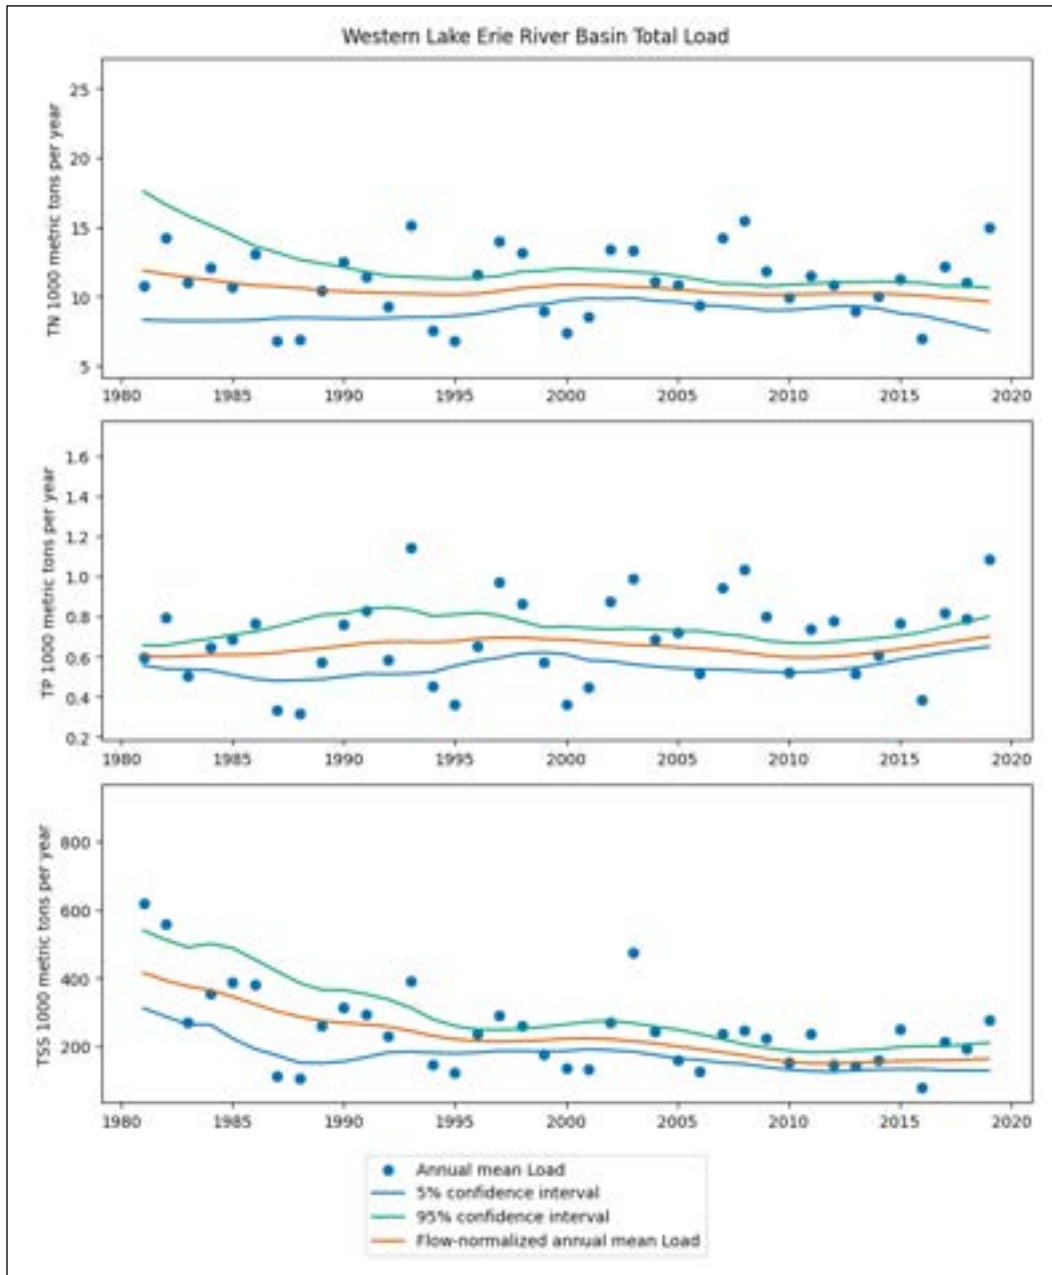 Western Lake Erie River Basin Total Load
TN 1000 metric tons per year
25
20
15
10
5
1980 1985 1990 1995 2000 2005 2010 2015 2020
TP 1000 metric tons per year
1.6
1.4
1.2
1.0
0.8
0.6
0.4
0.2
1980 1985 1990 1995 2000 2005 2010 2015 2020
TSS 1000 metric tons per year
800
600
400
200
1980 1985 1990 1995 2000 2005 2010 2015 2020
Annual mean Load
5% confidence interval
95% confidence interval
Flow-normalized annual mean Load